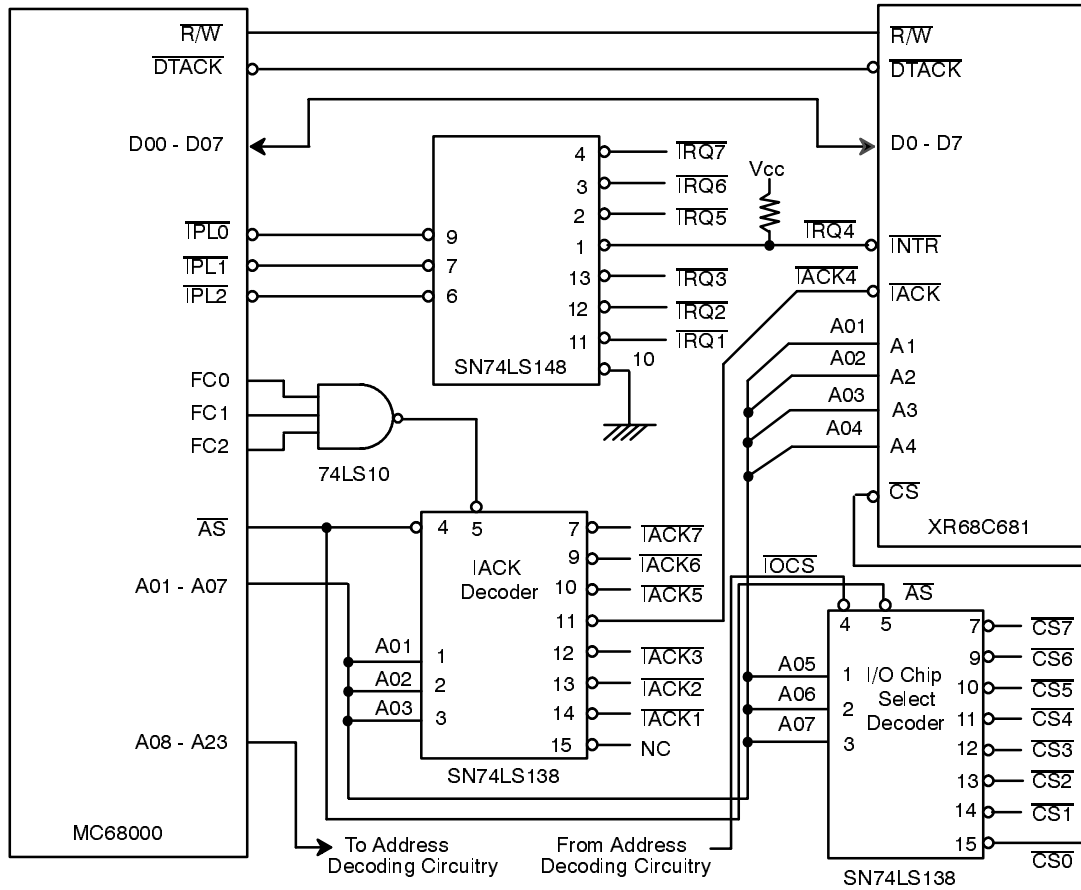 R/W
DTACK
D00 - D07
IPL0
IPL1
IPL2
FC0
FC1
FC2
AS
A01 - A07
A08 - A23
MC68000
4
3
2
1
13
12
11
10
9
7
6
SN74LS148
IRQ7
IRQ6
IRQ5
IRQ4
IRQ3
IRQ2
IRQ1
Vcc
74LS10
R/W
DTACK
D0 - D7
INTR
IACK
A1
A2
A3
A4
CS
XR68C681
IACK4
A01
A02
A03
A04
4
5
IACK
Decoder
7
9
10
11
12
13
14
15
1
2
3
A01
A02
A03
IACK7
IACK6
IACK5
IACK3
IACK2
IACK1
NC
SN74LS138
IOCS
AS
4
5
A05
A06
A07
1
2
3
I/O Chip
Select
Decoder
7
9
10
11
12
13
14
15
CS7
CS6
CS5
CS4
CS3
CS2
CS1
CS0
SN74LS138
To Address
Decoding Circuitry
From Address
Decoding Circuitry